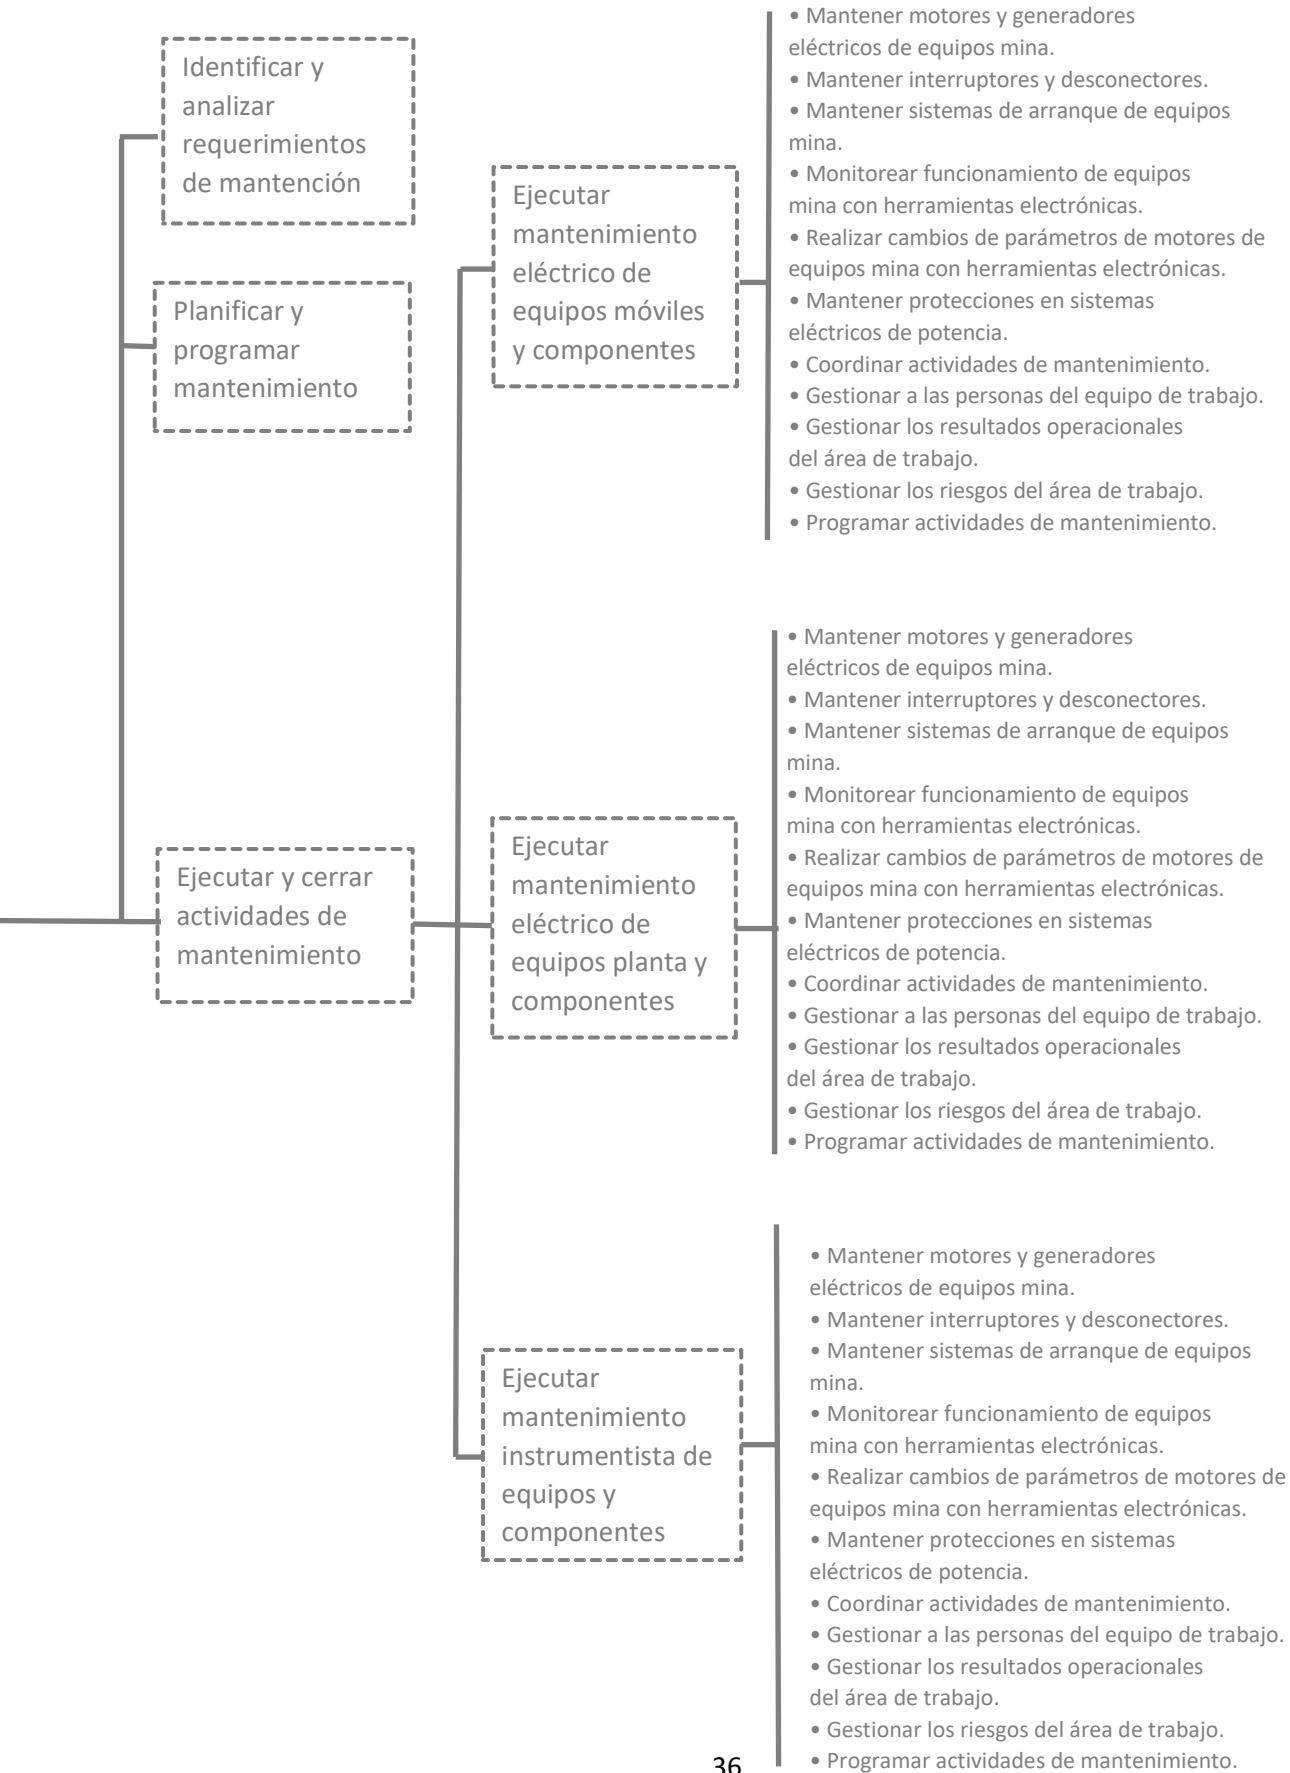 Identificar y
analizar
requerimientos
de mantención
Planificar y
programar
mantenimiento
Ejecutar y cerrar
actividades de
mantenimiento
Ejecutar
mantenimiento
eléctrico de
equipos móviles
y componentes
• Mantener motores y generadores
eléctricos de equipos mina.
• Mantener interruptores y desconectores.
• Mantener sistemas de arranque de equipos
mina.
• Monitorear funcionamiento de equipos
mina con herramientas electrónicas.
• Realizar cambios de parámetros de motores de
equipos mina con herramientas electrónicas.
• Mantener protecciones en sistemas
eléctricos de potencia.
• Coordinar actividades de mantenimiento.
• Gestionar a las personas del equipo de trabajo.
• Gestionar los resultados operacionales
del área de trabajo.
• Gestionar los riesgos del área de trabajo.
• Programar actividades de mantenimiento.
Ejecutar
mantenimiento
eléctrico de
equipos planta y
componentes
• Mantener motores y generadores
eléctricos de equipos mina.
• Mantener interruptores y desconectores.
• Mantener sistemas de arranque de equipos
mina.
• Monitorear funcionamiento de equipos
mina con herramientas electrónicas.
• Realizar cambios de parámetros de motores de
equipos mina con herramientas electrónicas.
• Mantener protecciones en sistemas
eléctricos de potencia.
• Coordinar actividades de mantenimiento.
• Gestionar a las personas del equipo de trabajo.
• Gestionar los resultados operacionales
del área de trabajo.
• Gestionar los riesgos del área de trabajo.
• Programar actividades de mantenimiento.
Ejecutar
mantenimiento
instrumentista de
equipos y
componentes
• Mantener motores y generadores
eléctricos de equipos mina.
• Mantener interruptores y desconectores.
• Mantener sistemas de arranque de equipos
mina.
• Monitorear funcionamiento de equipos
mina con herramientas electrónicas.
• Realizar cambios de parámetros de motores de
equipos mina con herramientas electrónicas.
• Mantener protecciones en sistemas
eléctricos de potencia.
• Coordinar actividades de mantenimiento.
• Gestionar a las personas del equipo de trabajo.
• Gestionar los resultados operacionales
del área de trabajo.
• Gestionar los riesgos del área de trabajo.
• Programar actividades de mantenimiento.
36